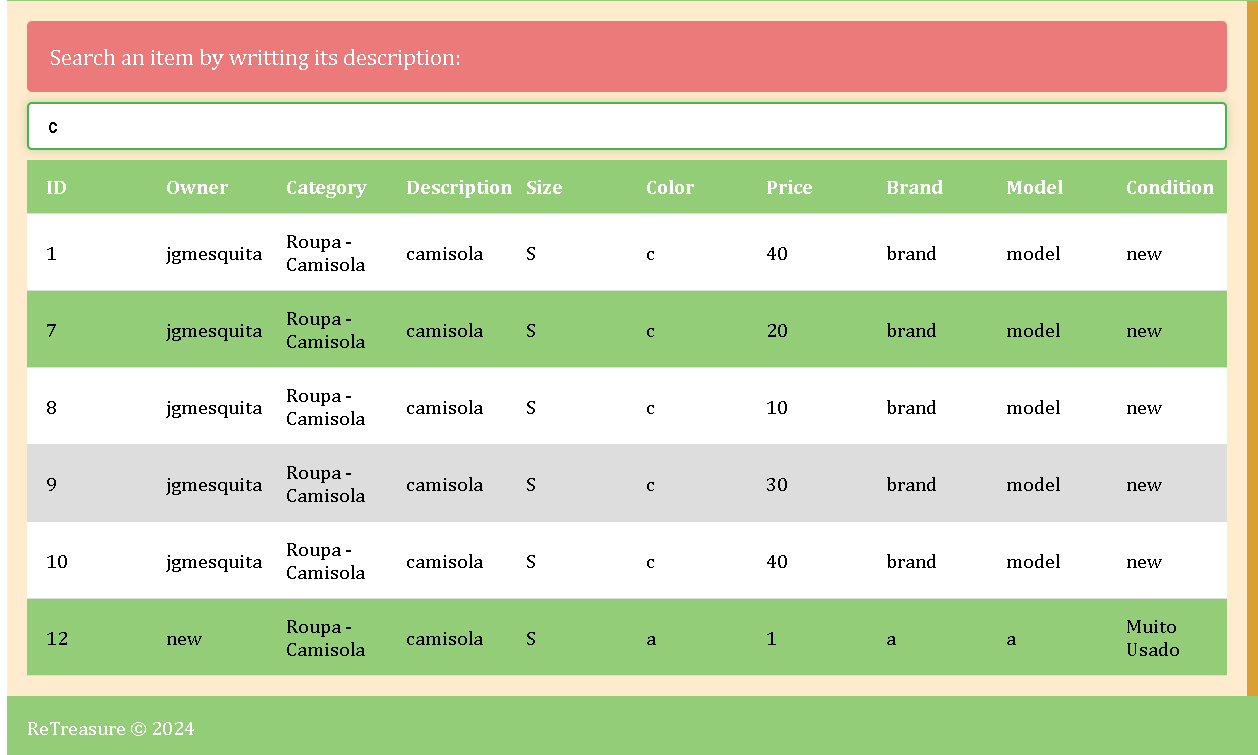 Search an item by writting its description:
c
ID Owner Category Description Size Color Price Brand Model Condition
1 jgmesquita Roupa - Camisola camisola S c 40 brand model new
7 jgmesquita Roupa - Camisola camisola S c 20 brand model new
8 jgmesquita Roupa - Camisola camisola S c 10 brand model new
9 jgmesquita Roupa - Camisola camisola S c 30 brand model new
10 jgmesquita Roupa - Camisola camisola S c 40 brand model new
12 new Roupa - Camisola camisola S a 1 a a Muito Usado
ReTreasure © 2024